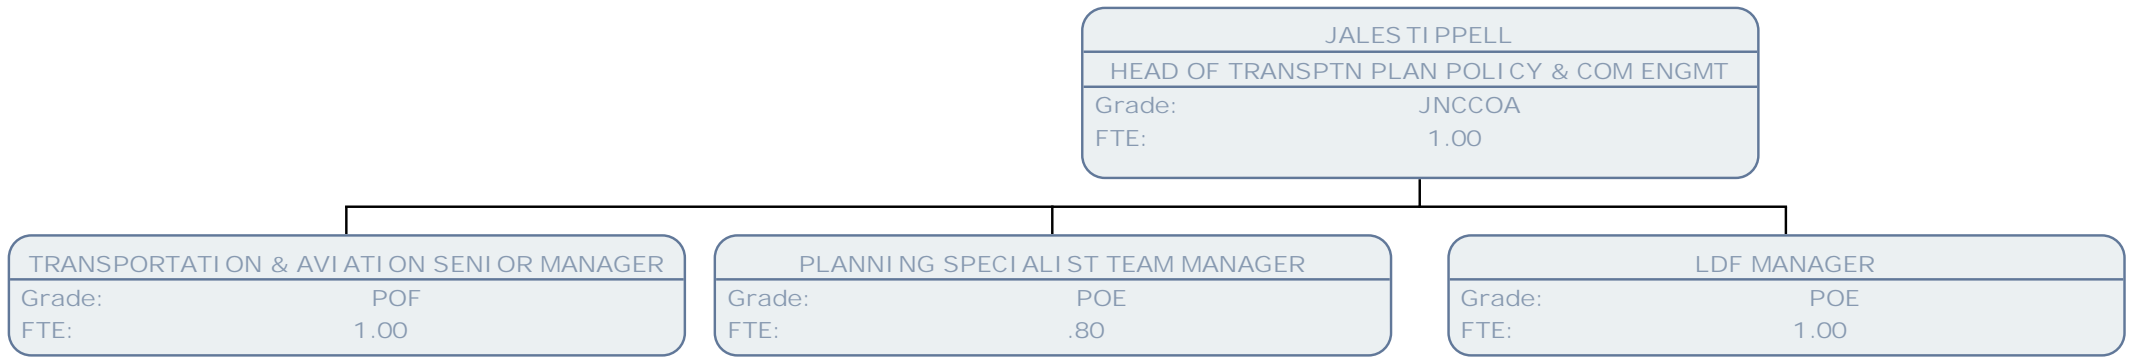 JALES TIPPELL
HEAD OF TRANSPTN PLAN POLICY & COM ENGMT
Grade: JNCCOA
FTE: 1.00
TRANSPORTATION & AVIATION SENIOR MANAGER
Grade: POF
FTE: 1.00
PLANNING SPECIALIST TEAM MANAGER
Grade: POE
FTE: .80
LDF MANAGER
Grade: POE
FTE: 1.00